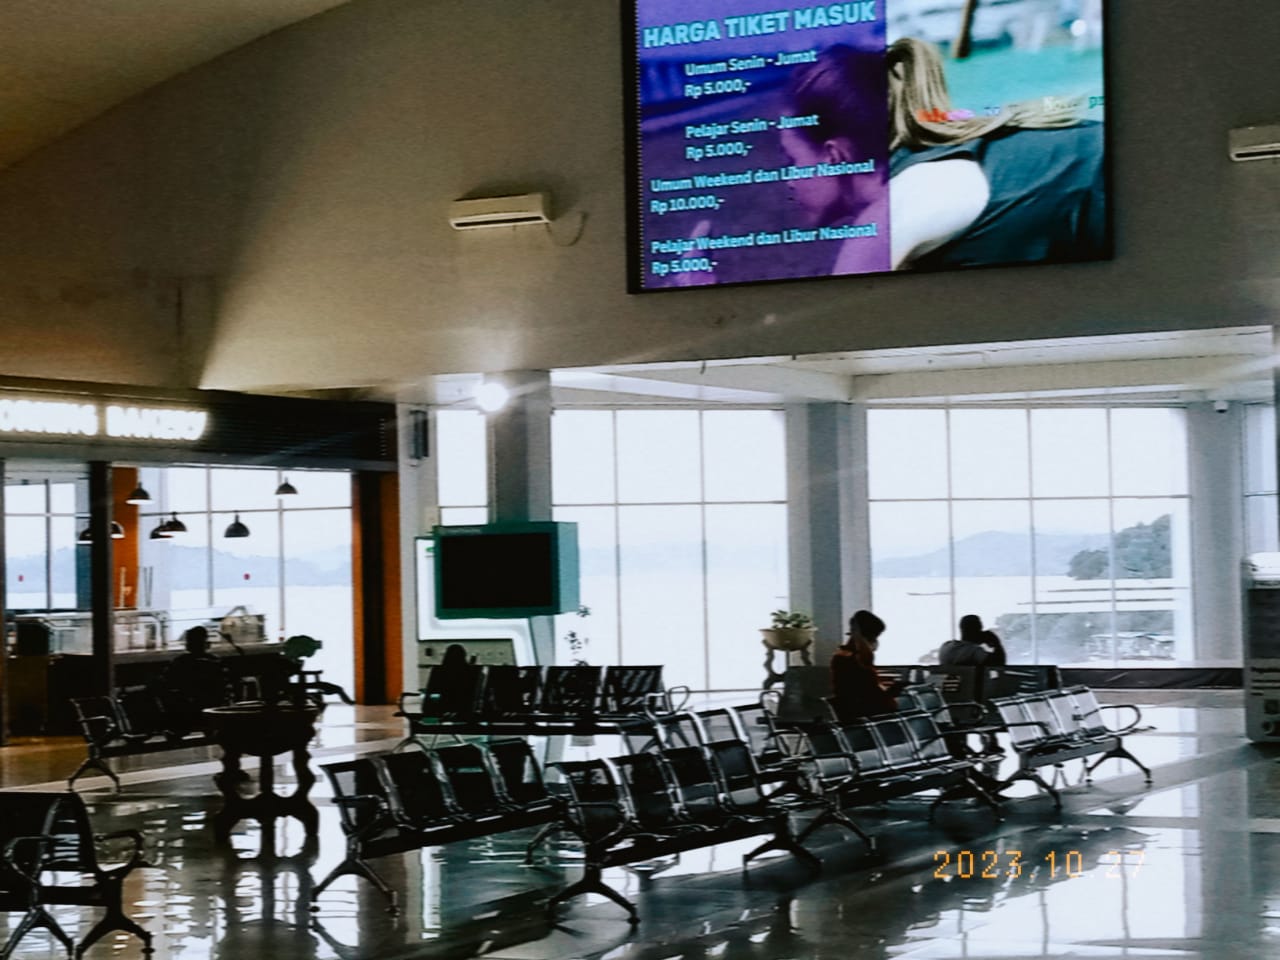 HARGA TIKET MASUK
Umum Senin - Jumat
Rp 5.000,-
Pelajar Senin - Jumat
Rp 5.000,-
Umum Weekend dan Libur Nasional
Rp 10.000,-
Pelajar Weekend dan Libur Nasional
Rp 5.000,-
2023.10.27